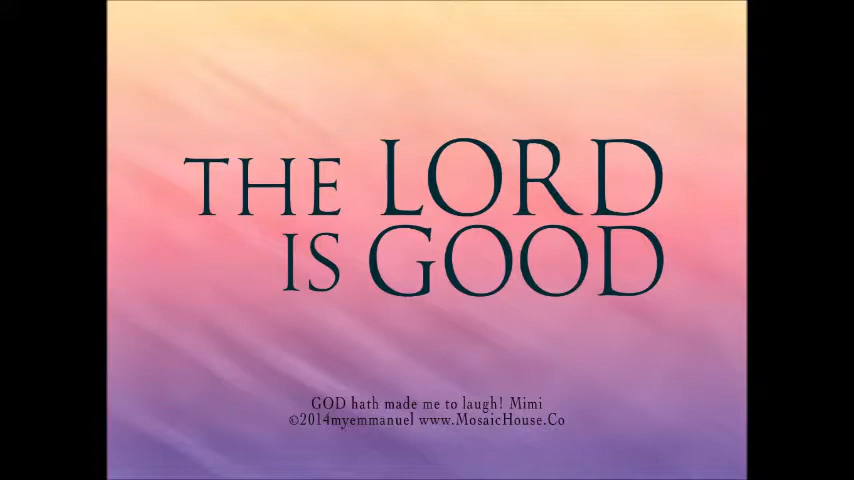 THE LORD
IS GOOD
GOD hath made me to laugh! Mimi
©2014myemmanuel www.MosaicHouse.Co